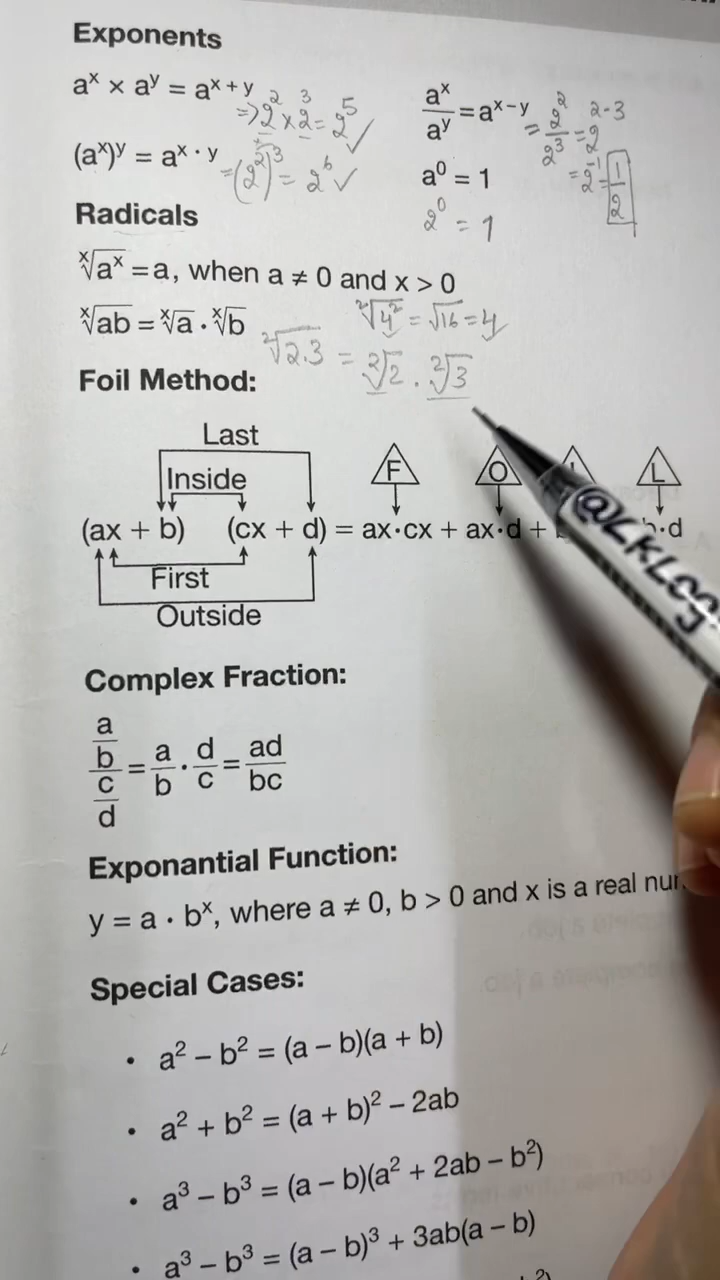 Exponents
aˣ × aʸ = aˣ⁺ʸ
⇒ 2² × 2³ = 2⁵ ✓
(aˣ)ʸ = aˣ · ʸ
= (2²)³ = 2⁶ ✓
aˣ/aʸ = aˣ⁻ʸ
= 2²/2³ = 2²⁻³
= 2⁻¹ = 1/2
a⁰ = 1
2⁰ = 1
Radicals
ˣ√aˣ = a, when a ≠ 0 and x > 0
²√4² = √16 = 4
ˣ√ab = ˣ√a · ˣ√b
²√2.3 = ²√2 . ²√3
Foil Method:
Last
Inside
F O L
(ax + b) (cx + d) = ax·cx + ax·d + ·d
First
Outside
Complex Fraction:
(a/b)/(c/d) = a/b · d/c = ad/bc
Exponantial Function:
y = a · bˣ, where a ≠ 0, b > 0 and x is a real
Special Cases:
• a² – b² = (a – b)(a + b)
• a² + b² = (a + b)² – 2ab
• a³ – b³ = (a – b)(a² + 2ab – b²)
• a³ – b³ = (a – b)³ + 3ab(a – b)
@LKLOG